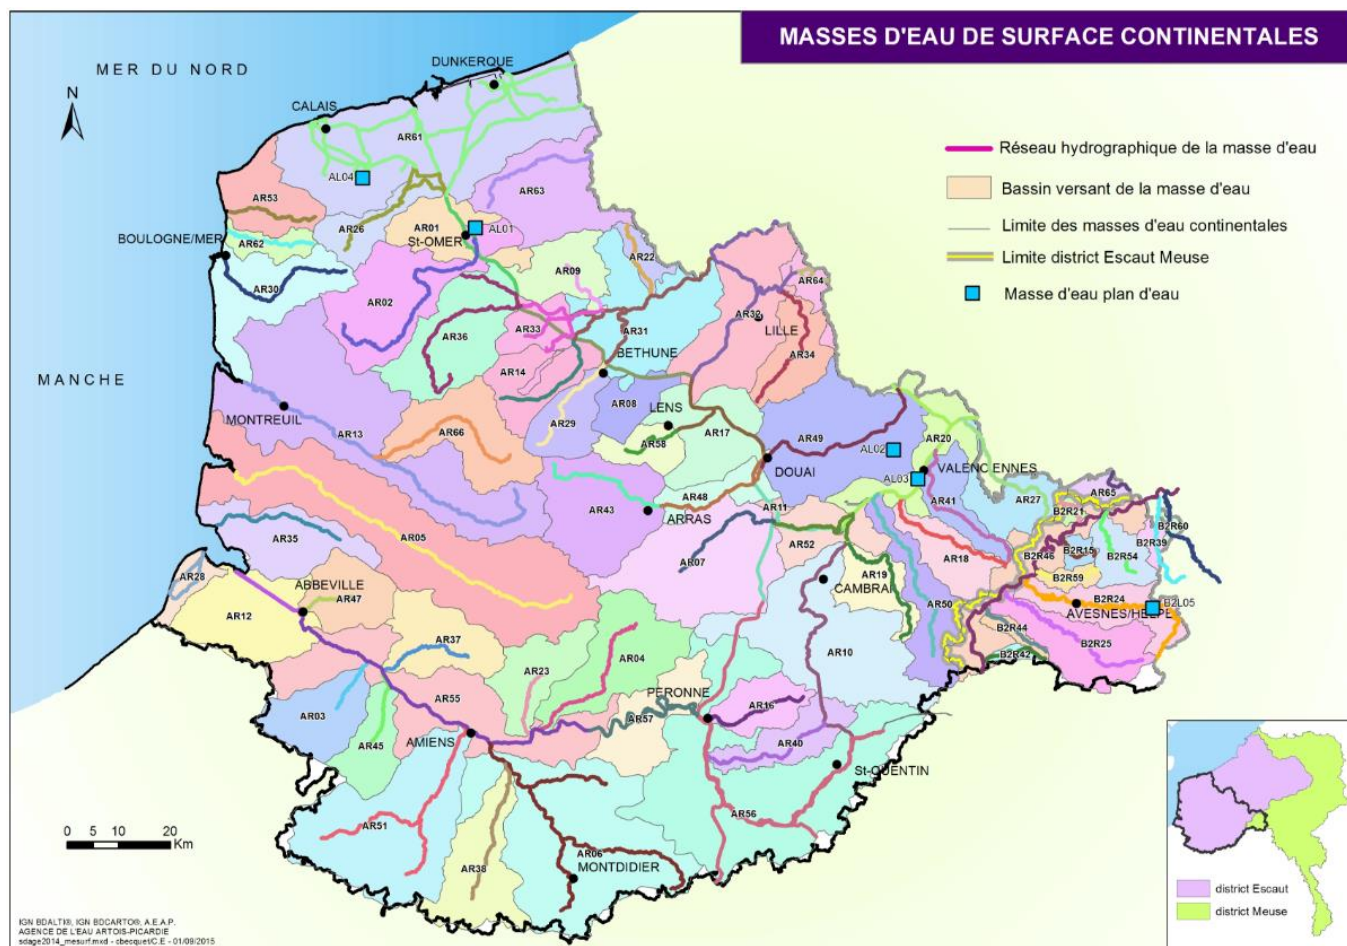 MASSES D'EAU DE SURFACE CONTINENTALES
MER DU NORD
DUNKERQUE
N
CALAIS
AR61
Réseau hydrographique de la masse d'eau
AL04
AR63
Bassin versant de la masse d'eau
AR53
AR01
AL01
Limite des masses d'eau continentales
BOULOGNE/MER
AR62
AR26
St-OMER
Limite district Escaut Meuse
AR22
AR09
AR64
AR30
AR02
Masse d'eau plan d'eau
AR32
AR33
AR31
LILLE
AR36
AR34
BETHUNE
MANCHE
AR14
AR08
LENS
MONTREUIL
AR13
AR66
AR29
AR58
AR17
AR49
AR20
AL02
DOUAI
VALENCIENNES
AL03
AR48
AR41
AR27
AR65
AR43
ARRAS
AR11
B2R21
B2R60
AR35
AR05
AR52
B2R39
AR07
AR18
B2R46
B2R15
B2R54
AR28
ABBEVILLE
AR19
B2R59
CAMBRAI
AR47
AR50
B2R24
B2L05
AR12
AVESNES/HELPE
B2R44
AR37
B2R25
AR10
B2R42
AR23
AR04
PERONNE
AR55
AR16
AR03
AR57
AMIENS
AR45
AR40
St-QUENTIN
AR56
0 5 10 20
Km
AR51
AR06
MONTDIDIER
AR38
district Escaut
district Meuse
IGN BDALTI®, IGN BDCARTO®, A.E.A.P.
AGENCE DE L'EAU ARTOIS-PICARDIE
sdage2014_mesurf.mxd - cbecquet/C.E - 01/09/2015